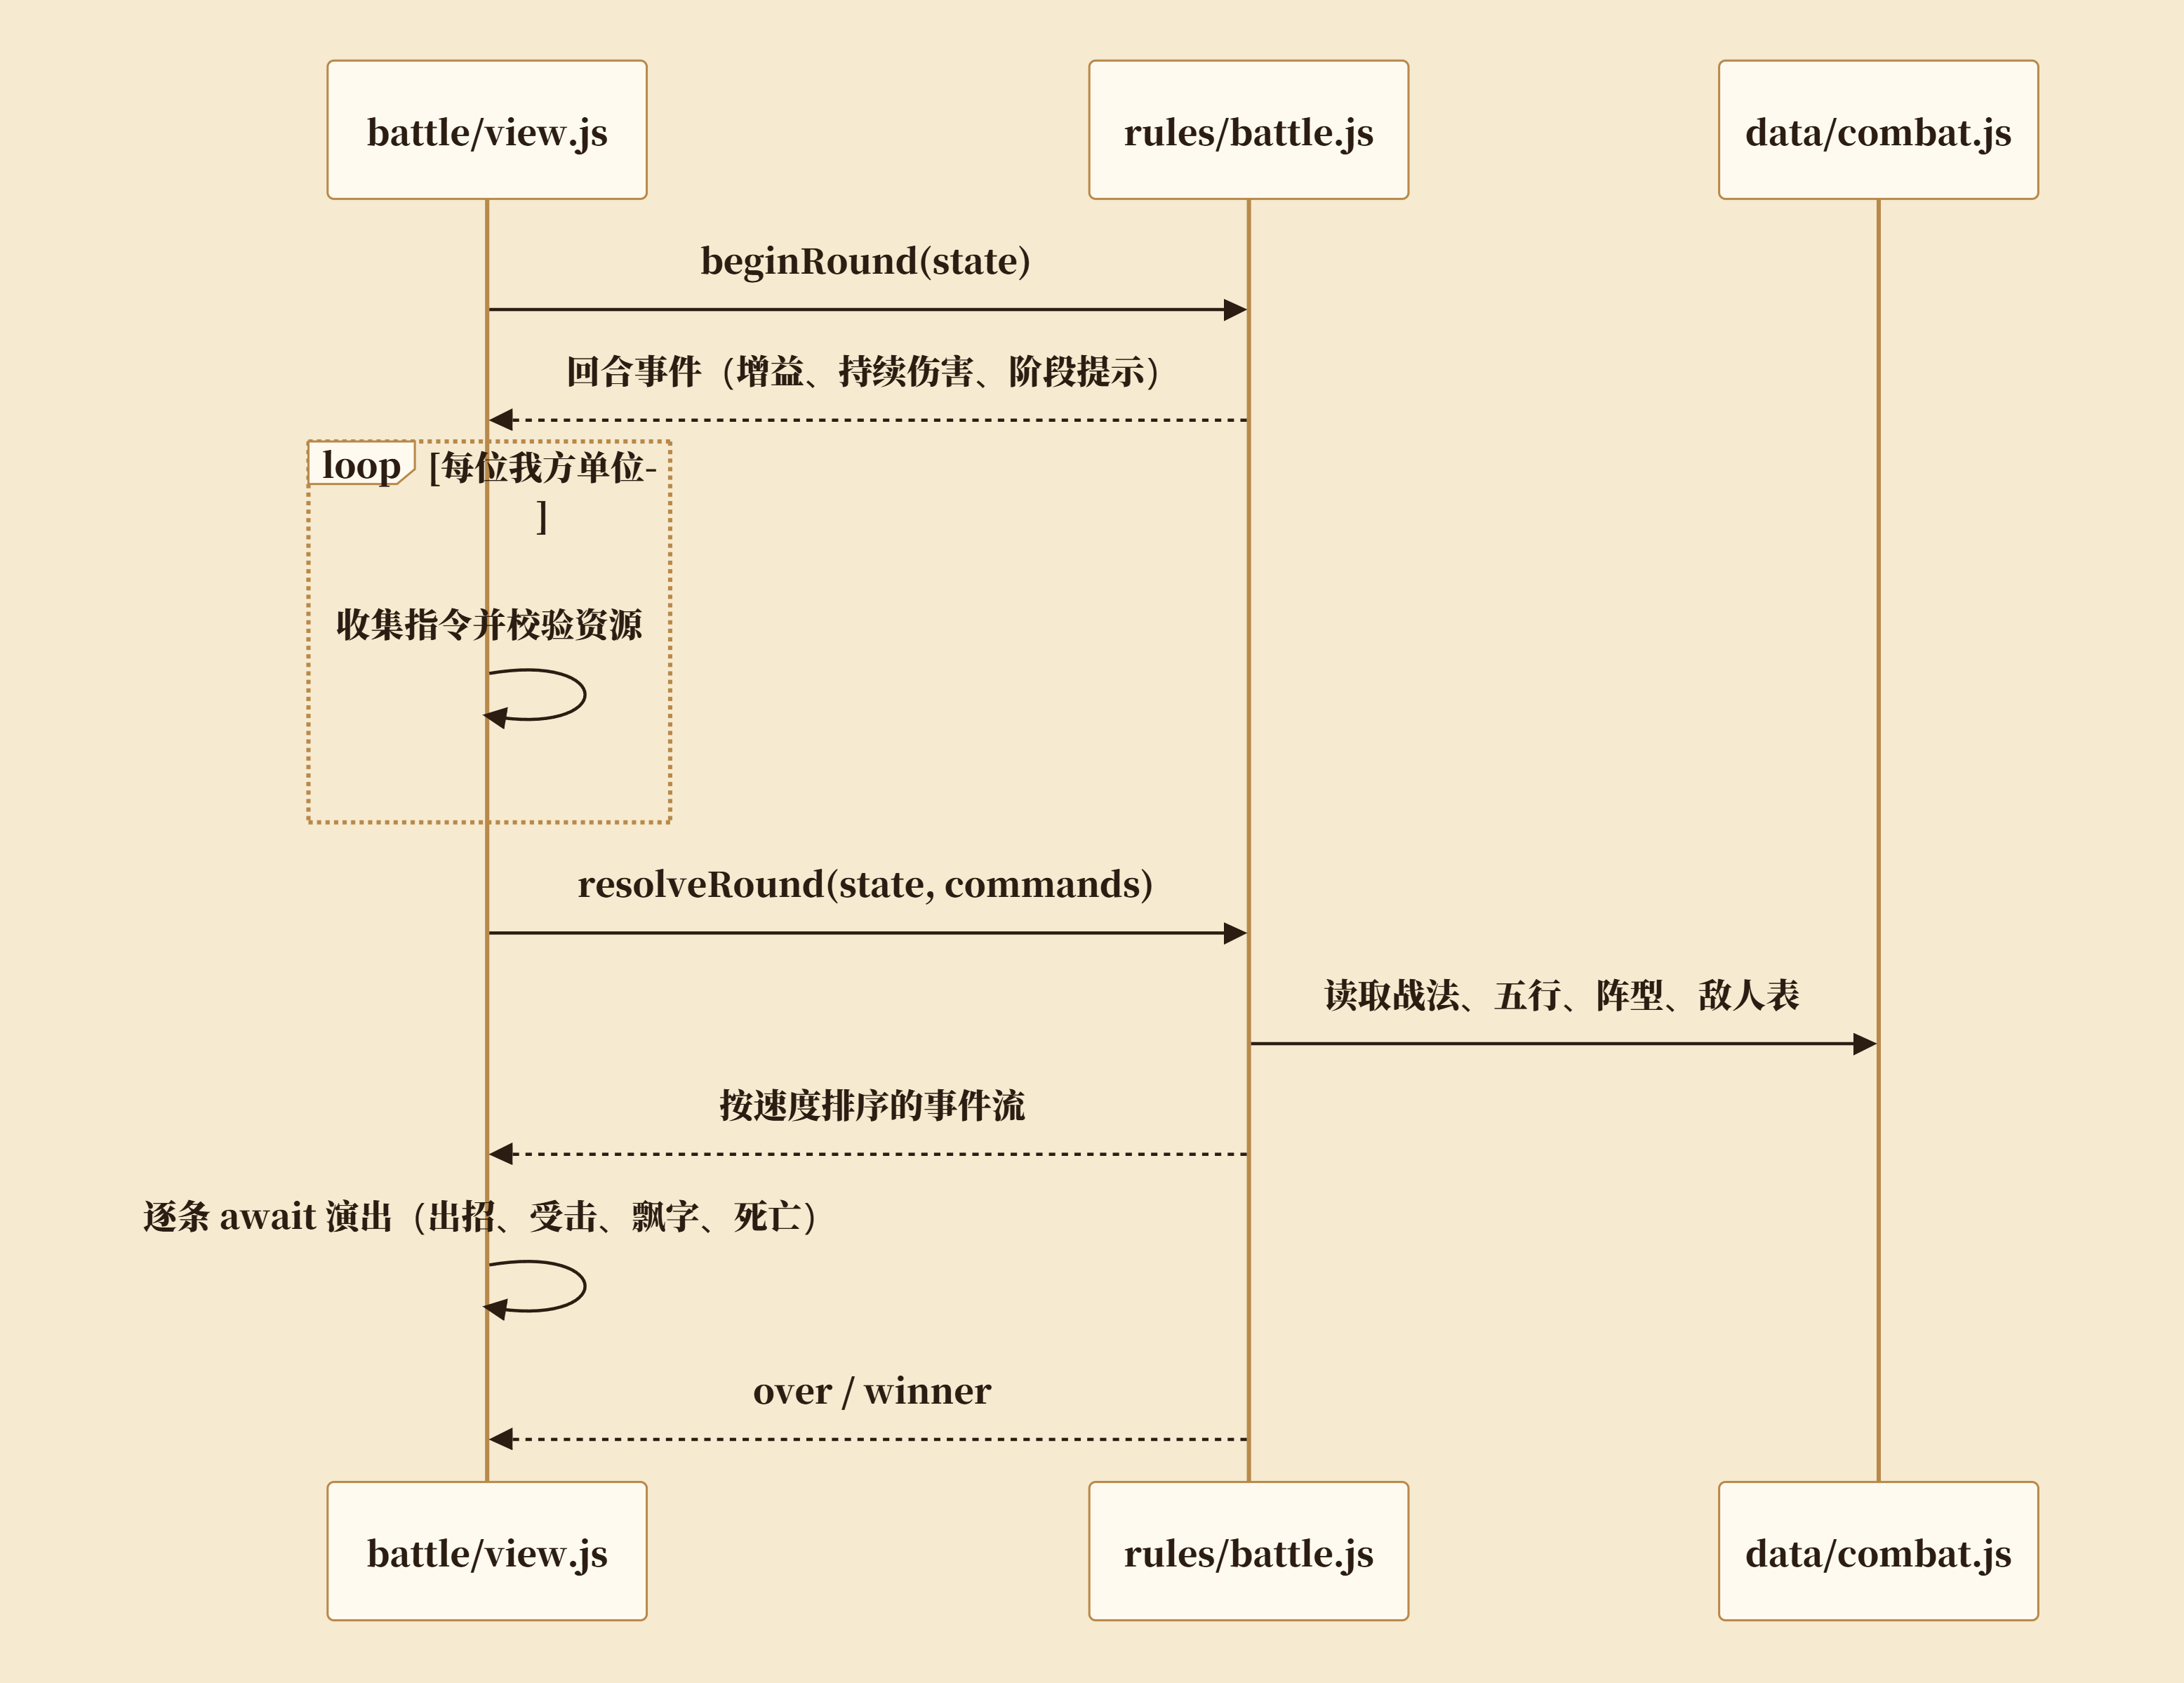 battle/view.js
rules/battle.js
data/combat.js
beginRound(state)
回合事件（增益、持续伤害、阶段提示）
loop
[每位我方单位-
]
收集指令并校验资源
resolveRound(state, commands)
读取战法、五行、阵型、敌人表
按速度排序的事件流
逐条 await 演出（出招、受击、飘字、死亡）
over / winner
battle/view.js
rules/battle.js
data/combat.js